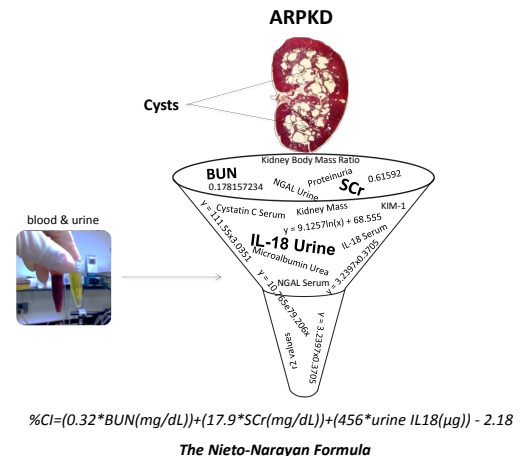 ARPKD
Cysts
Kidney Body Mass Ratio
BUN
Proteinuria
0.61592
0.178157234
NGAL Urine
SCr
blood & urine
Cystatin C Serum
Kidney Mass
KIM-1
y = 111.55x3.0351
y = 9.1257ln(x) + 68.555
IL-18 Urine
IL-18 Serum
Microalbumin Urea
y = 3.2397x0.3705
NGAL Serum
y = 10.765e79.206x
r2 values
y = 3.2397x0.3705
%CI=(0.32*BUN(mg/dL))+(17.9*SCr(mg/dL))+(456*urine IL18(µg)) - 2.18
The Nieto-Narayan Formula